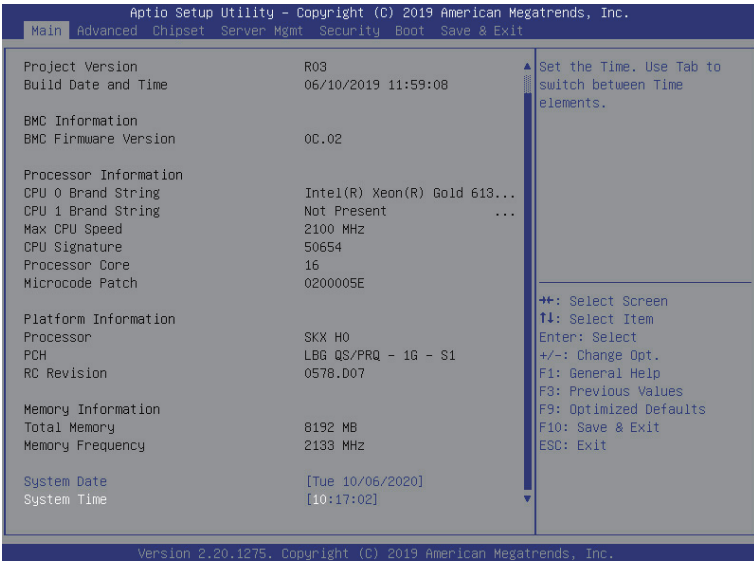 Aptio Setup Utility – Copyright (C) 2019 American Megatrends, Inc.
Main Advanced Chipset Server Mgmt Security Boot Save & Exit
Project Version R03
Build Date and Time 06/10/2019 11:59:08
BMC Information
BMC Firmware Version 0C.02
Processor Information
CPU 0 Brand String Intel(R) Xeon(R) Gold 613...
CPU 1 Brand String Not Present ...
Max CPU Speed 2100 MHz
CPU Signature 50654
Processor Core 16
Microcode Patch 0200005E
Platform Information
Processor SKX H0
PCH LBG QS/PRQ – 1G – S1
RC Revision 0578.D07
Memory Information
Total Memory 8192 MB
Memory Frequency 2133 MHz
System Date [Tue 10/06/2020]
System Time [10:17:02]
Set the Time. Use Tab to
switch between Time
elements.
→←: Select Screen
↑↓: Select Item
Enter: Select
+/-: Change Opt.
F1: General Help
F3: Previous Values
F9: Optimized Defaults
F10: Save & Exit
ESC: Exit
Version 2.20.1275. Copyright (C) 2019 American Megatrends, Inc.